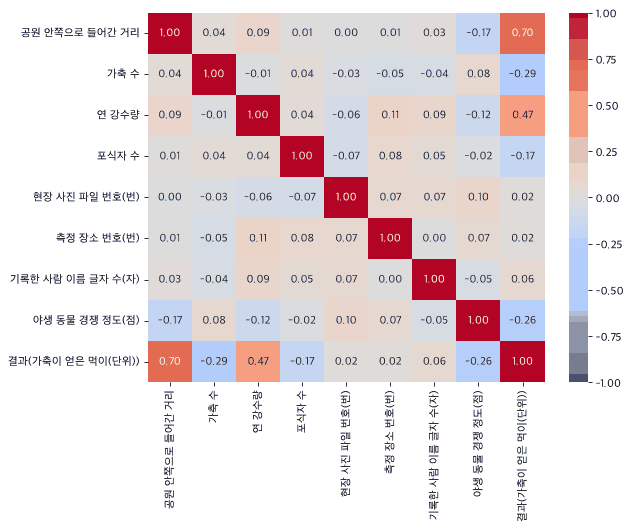 공원 안쪽으로 들어간 거리 1.00 0.04 0.09 0.01 0.00 0.01 0.03 -0.17 0.70
가축 수 0.04 1.00 -0.01 0.04 -0.03 -0.05 -0.04 0.08 -0.29
연 강수량 0.09 -0.01 1.00 0.04 -0.06 0.11 0.09 -0.12 0.47
포식자 수 0.01 0.04 0.04 1.00 -0.07 0.08 0.05 -0.02 -0.17
현장 사진 파일 번호(번) 0.00 -0.03 -0.06 -0.07 1.00 0.07 0.07 0.10 0.02
측정 장소 번호(번) 0.01 -0.05 0.11 0.08 0.07 1.00 0.00 0.07 0.02
기록한 사람 이름 글자 수(자) 0.03 -0.04 0.09 0.05 0.07 0.00 1.00 -0.05 0.06
야생 동물 경쟁 정도(점) -0.17 0.08 -0.12 -0.02 0.10 0.07 -0.05 1.00 -0.26
결과(가축이 얻은 먹이(단위)) 0.70 -0.29 0.47 -0.17 0.02 0.02 0.06 -0.26 1.00
공원 안쪽으로 들어간 거리
가축 수
연 강수량
포식자 수
현장 사진 파일 번호(번)
측정 장소 번호(번)
기록한 사람 이름 글자 수(자)
야생 동물 경쟁 정도(점)
결과(가축이 얻은 먹이(단위))
1.00
0.75
0.50
0.25
0.00
-0.25
-0.50
-0.75
-1.00